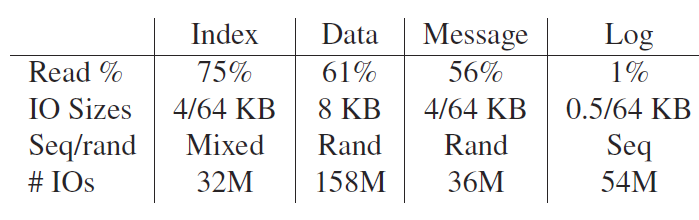 Index Data Message Log
Read % 75% 61% 56% 1%
IO Sizes 4/64 KB 8 KB 4/64 KB 0.5/64 KB
Seq/rand Mixed Rand Rand Seq
# IOs 32M 158M 36M 54M